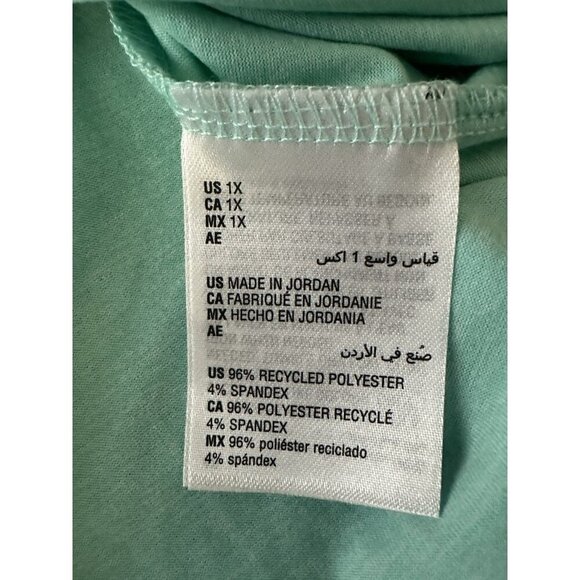 US 1X
CA 1X
MX 1X
AE
قياس واسع 1 اكس
US MADE IN JORDAN
CA FABRIQUÉ EN JORDANIE
MX HECHO EN JORDANIA
AE
صُنع في الأردن
US 96% RECYCLED POLYESTER
4% SPANDEX
CA 96% POLYESTER RECYCLÉ
4% SPANDEX
MX 96% poliéster reciclado
4% spándex